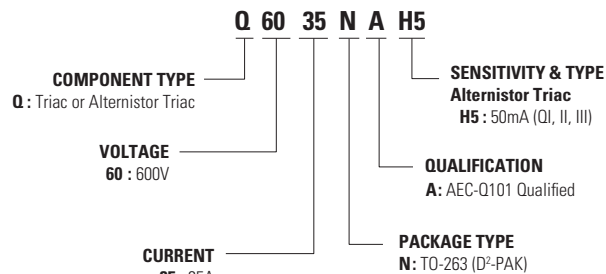 Q 60 35 N A H5
COMPONENT TYPE
Q : Triac or Alternistor Triac
VOLTAGE
60 : 600V
CURRENT
SENSITIVITY & TYPE
Alternistor Triac
H5 : 50mA (QI, II, III)
QUALIFICATION
A: AEC-Q101 Qualified
PACKAGE TYPE
N: TO-263 (D²-PAK)